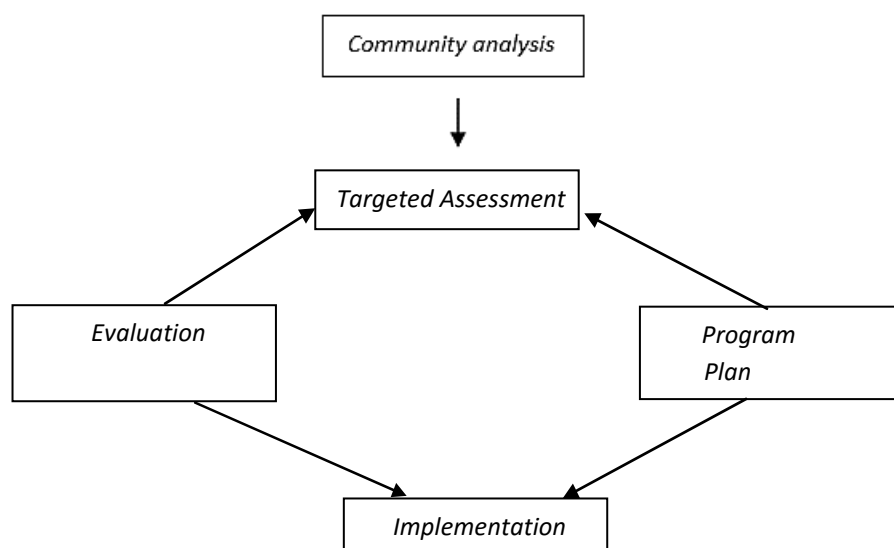 Community analysis
Targeted Assessment
Evaluation
Program
Plan
Implementation